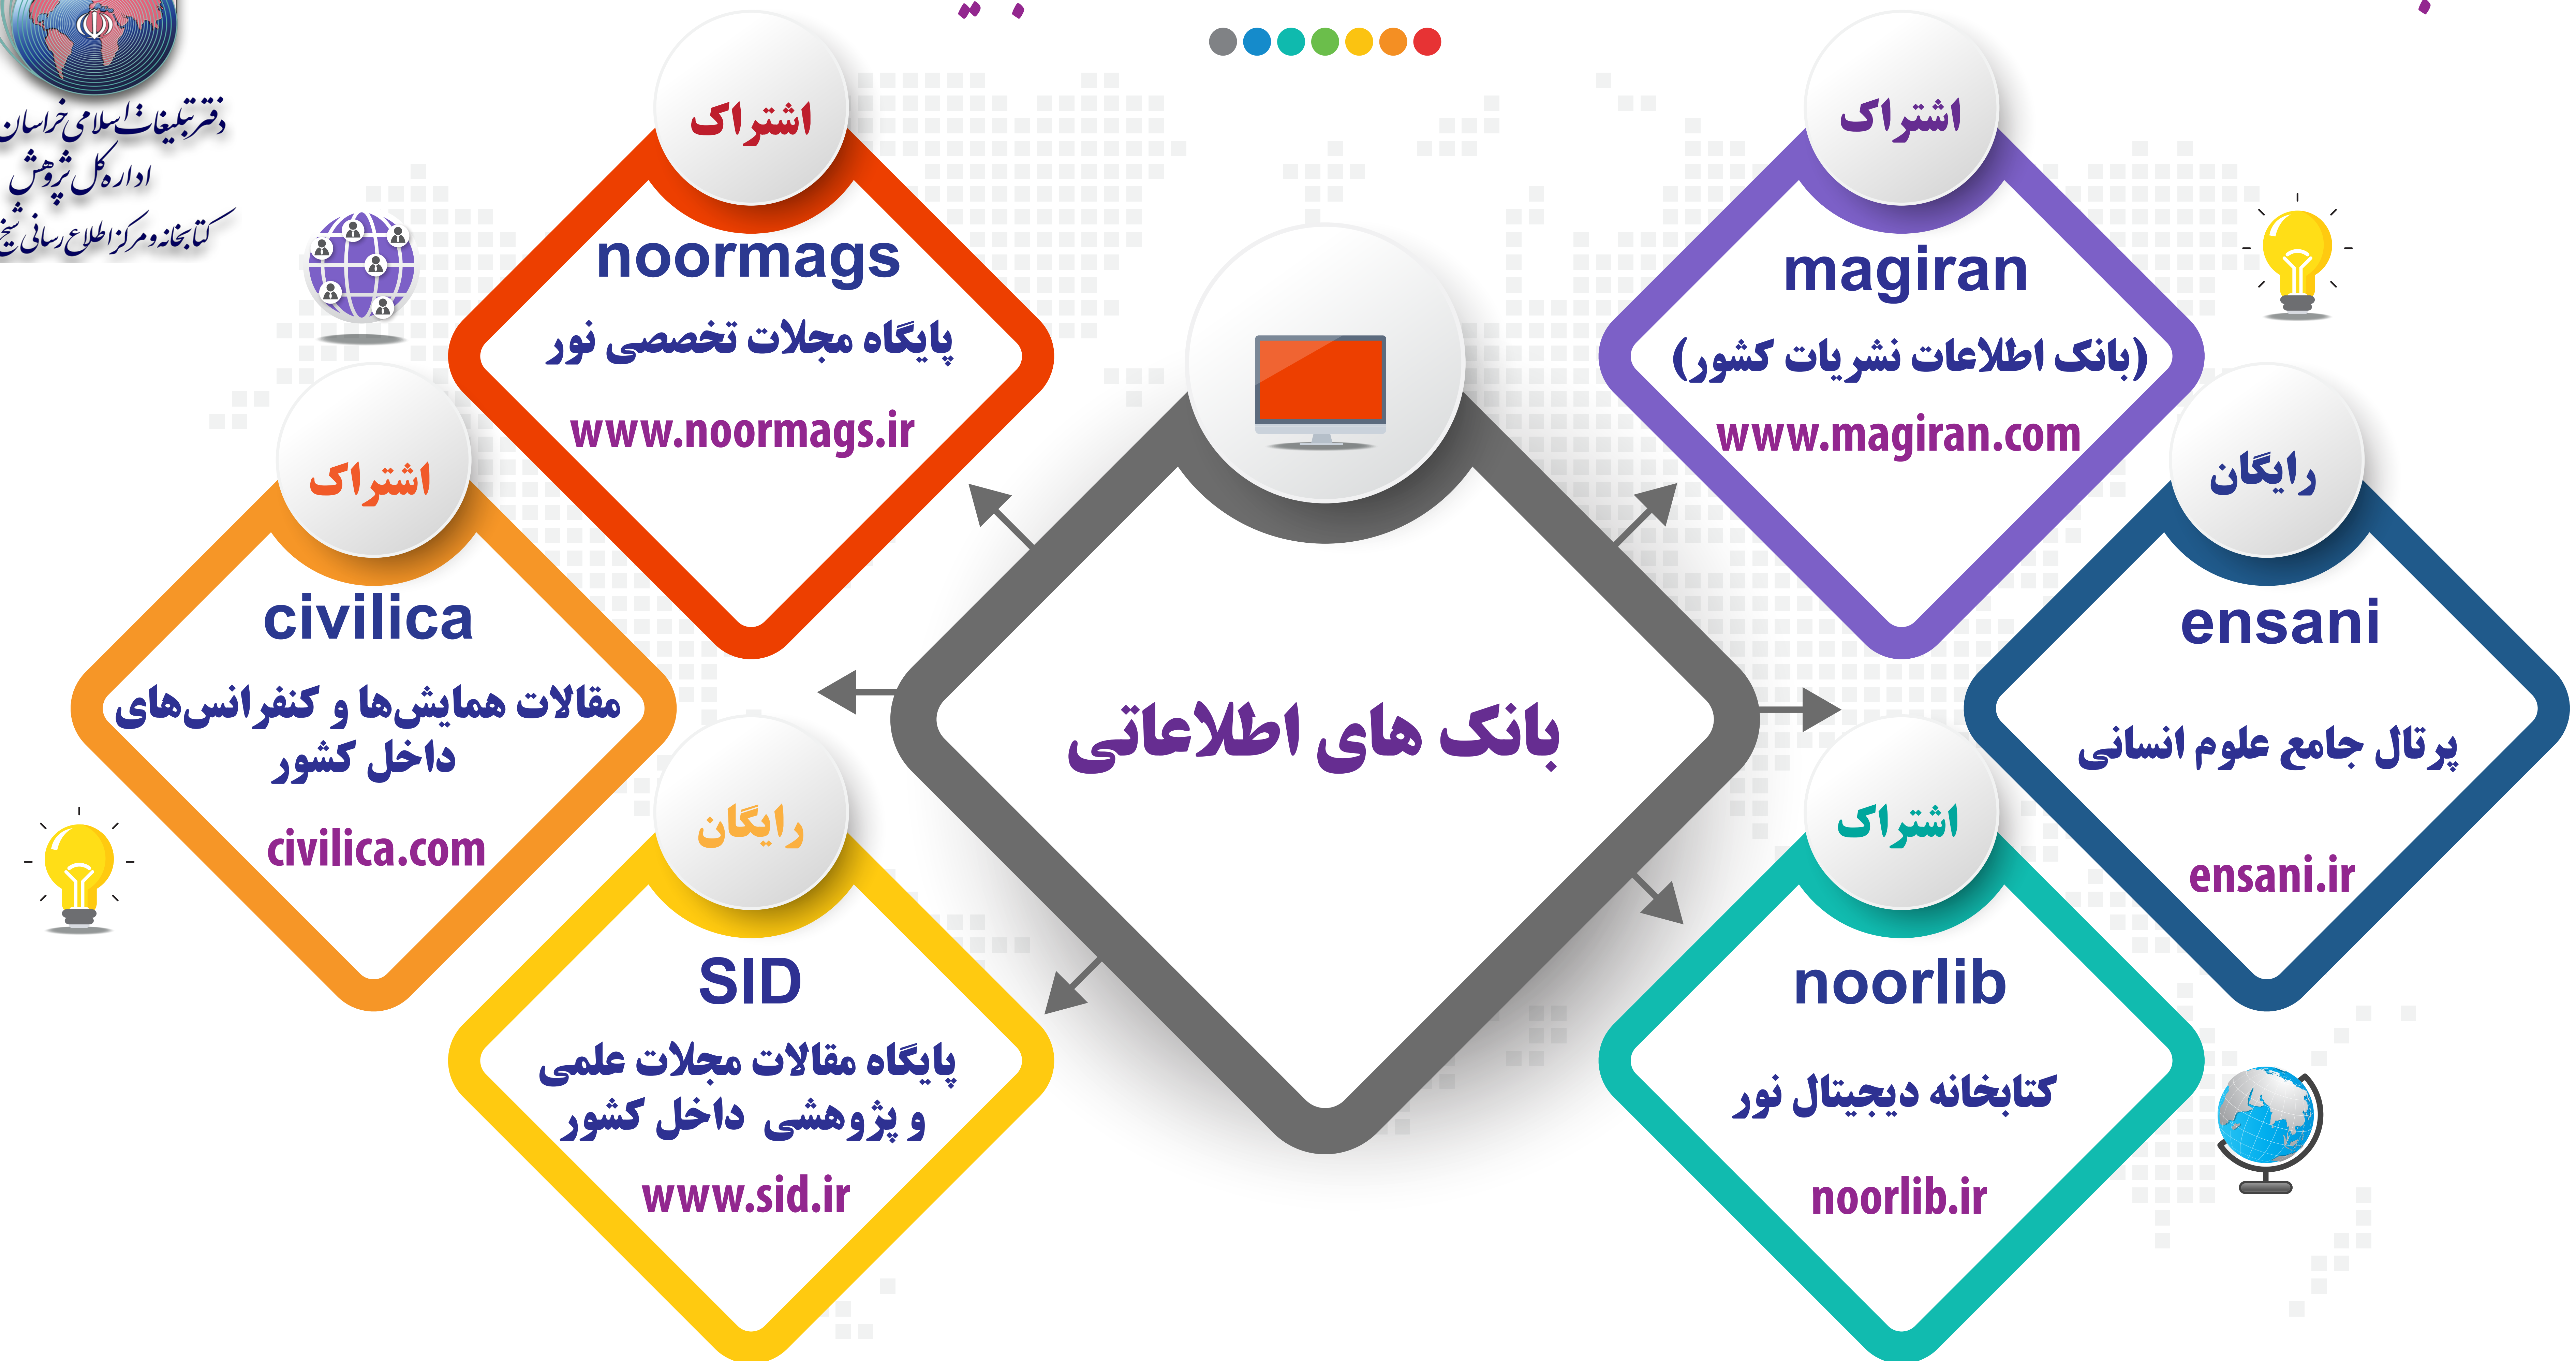 دفتر تبلیغات اسلامی خراسان
اداره کل پژوهش
کتابخانه و مرکز اطلاع رسانی
بانک های اطلاعاتی
اشتراک
magiran
(بانک اطلاعات نشریات کشور)
www.magiran.com
رایگان
ensani
پرتال جامع علوم انسانی
ensani.ir
اشتراک
noorlib
کتابخانه دیجیتال نور
noorlib.ir
اشتراک
noormags
پایگاه مجلات تخصصی نور
www.noormags.ir
اشتراک
civilica
مقالات همایش‌ها و کنفرانس‌های
داخل کشور
civilica.com
رایگان
SID
پایگاه مقالات مجلات علمی
و پژوهشی داخل کشور
www.sid.ir